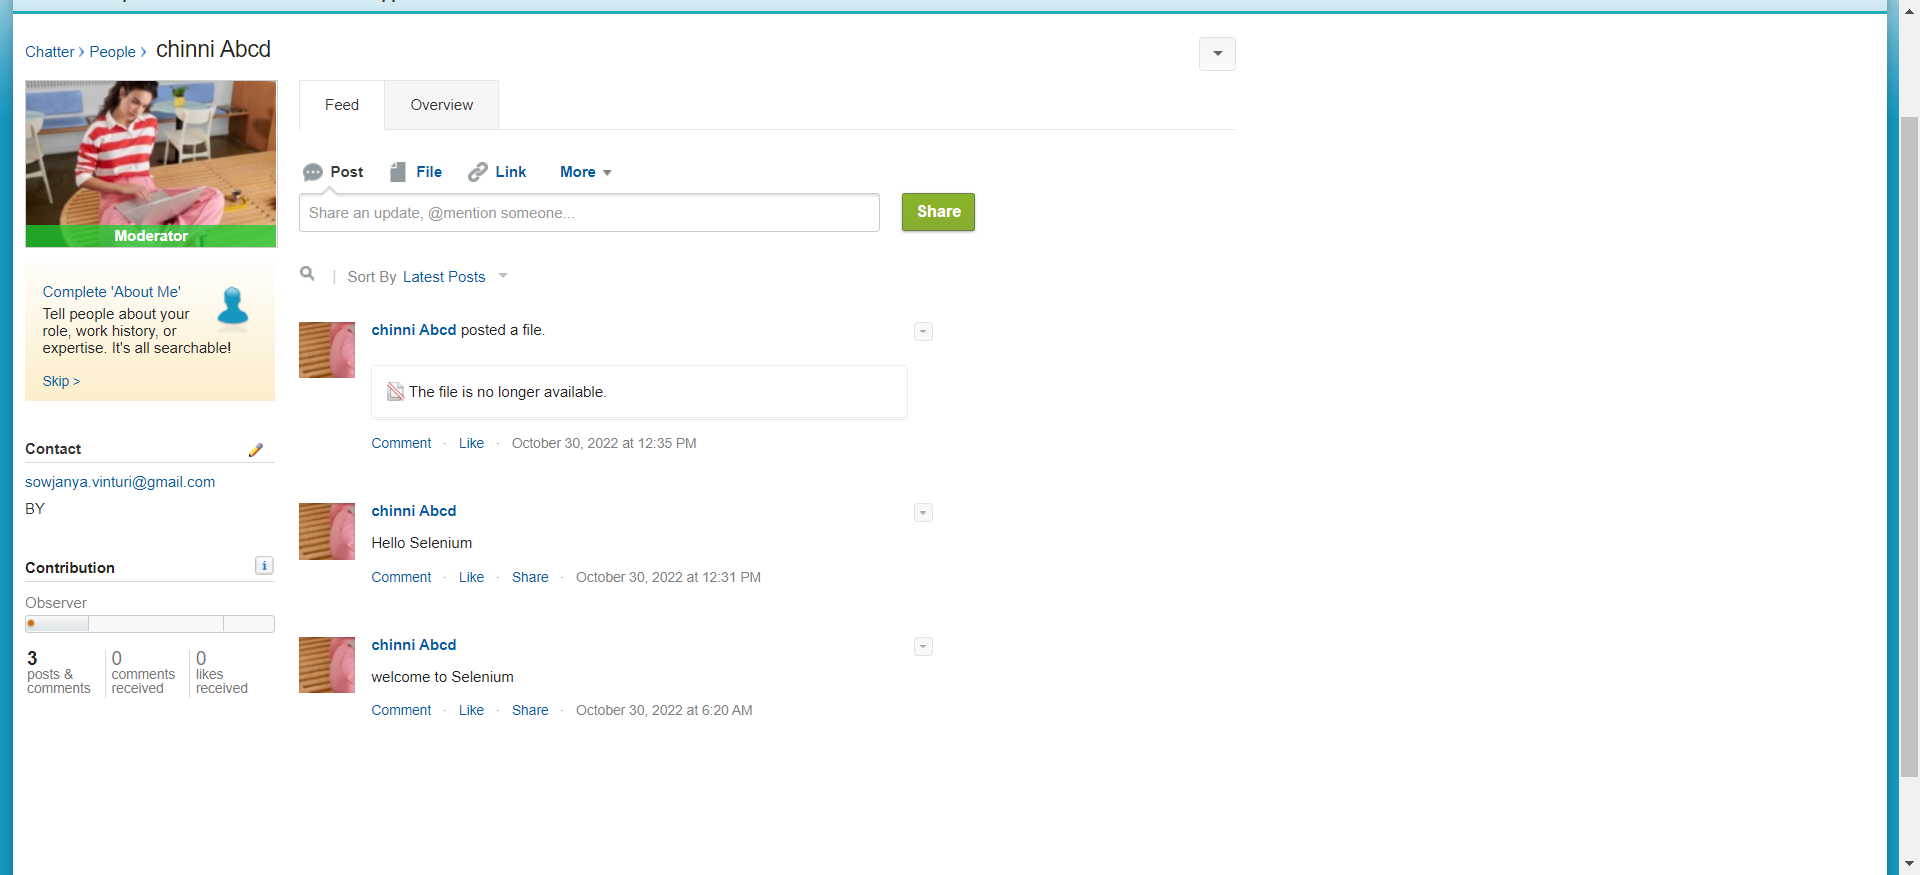 Chatter › People › chinni Abcd
Moderator
Complete 'About Me'
Tell people about your
role, work history, or
expertise. It's all searchable!
Skip >
Contact
sowjanya.vinturi@gmail.com
BY
Contribution
Observer
3
posts &
comments
0
comments
received
0
likes
received
Feed
Overview
Post
File
Link
More
Share an update, @mention someone...
Share
| Sort By Latest Posts
chinni Abcd posted a file.
The file is no longer available.
Comment · Like · October 30, 2022 at 12:35 PM
chinni Abcd
Hello Selenium
Comment · Like · Share · October 30, 2022 at 12:31 PM
chinni Abcd
welcome to Selenium
Comment · Like · Share · October 30, 2022 at 6:20 AM